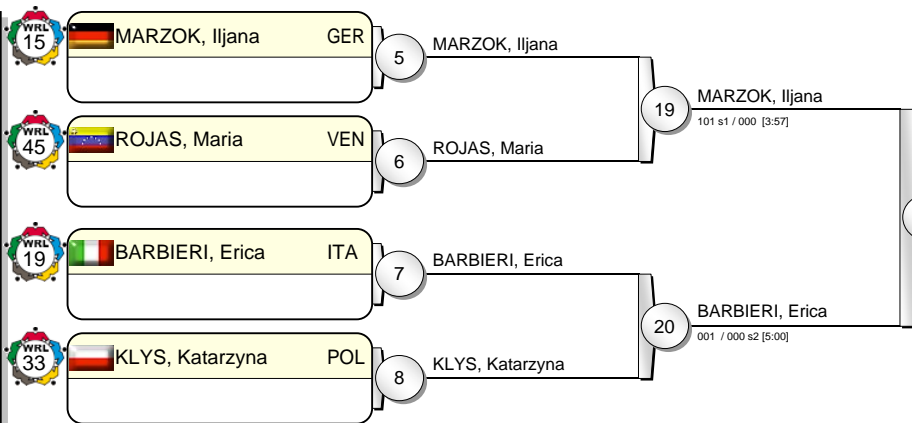 WRL 15 MARZOK, Iljana GER
5
MARZOK, Iljana
WRL 45 ROJAS, Maria VEN
6
ROJAS, Maria
19
MARZOK, Iljana
101 s1 / 000 [3:57]
WRL 19 BARBIERI, Erica ITA
7
BARBIERI, Erica
WRL 33 KLYS, Katarzyna POL
8
KLYS, Katarzyna
20
BARBIERI, Erica
001 / 000 s2 [5:00]